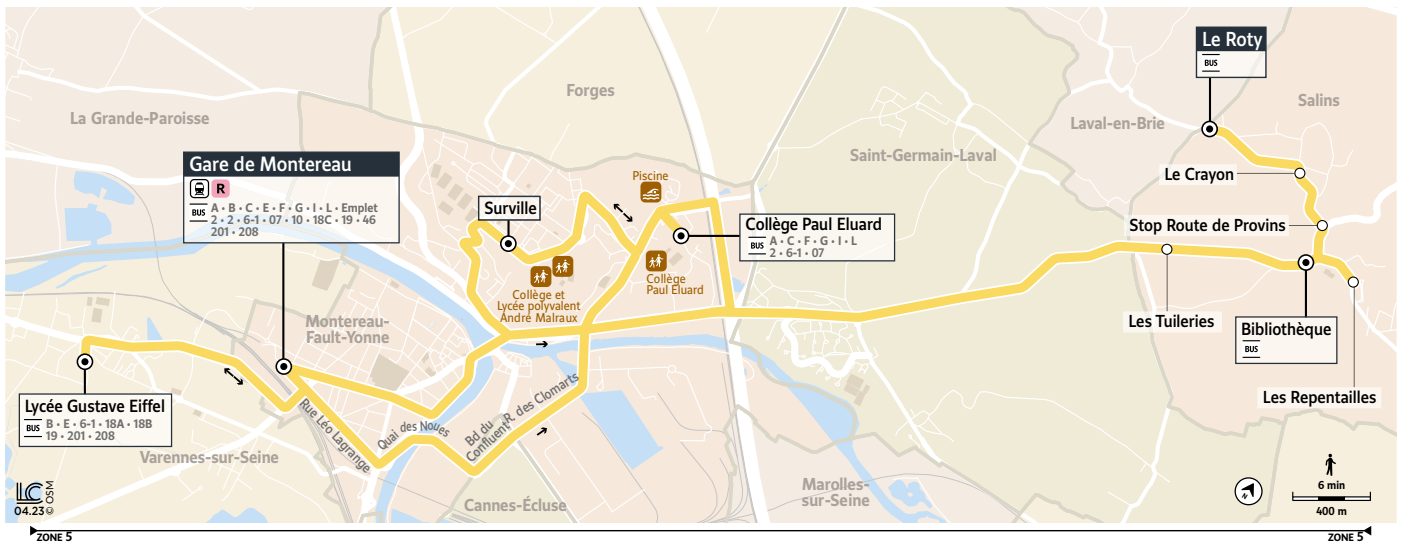 Forges
La Grande-Paroisse
Saint-Germain-Laval
Laval-en-Brie
Salins
Le Roty
BUS
Le Crayon
Stop Route de Provins
Gare de Montereau
R
BUS A • B • C • E • F • G • I • L • Emplet
2 • 2 • 6-1 • 07 • 10 • 18C • 19 • 46
201 • 208
Surville
Piscine
Collège Paul Eluard
BUS A • C • F • G • I • L
2 • 6-1 • 07
Collège
Paul Eluard
Collège et
Lycée polyvalent
André Malraux
Montereau-
Fault-Yonne
Les Tuileries
Bibliothèque
BUS
Les Repentailles
Lycée Gustave Eiffel
BUS B • E • 6-1 • 18A • 18B
19 • 201 • 208
Rue Léo Lagrange
Quai des Noues
Bd du
Confluent
R. des Clomarts
Varennes-sur-Seine
Cannes-Écluse
Marolles-
sur-Seine
LC
OSM
04.23 ©
6 min
400 m
ZONE 5
ZONE 5